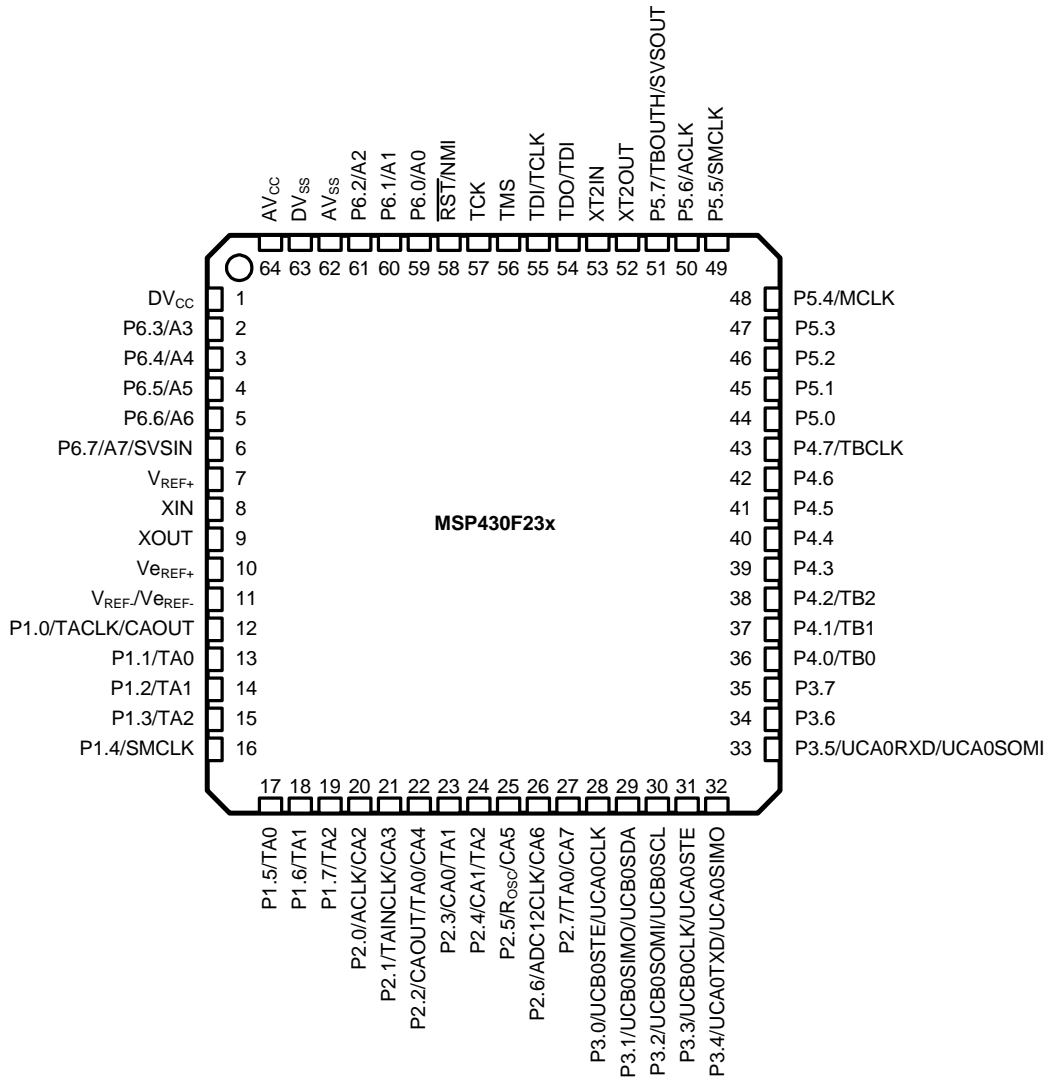 AVCC
DVSS
AVSS
P6.2/A2
P6.1/A1
P6.0/A0
RST/NMI
TCK
TMS
TDI/TCLK
TDO/TDI
XT2IN
XT2OUT
P5.7/TBOUTH/SVSOUT
P5.6/ACLK
P5.5/SMCLK
64 63 62 61 60 59 58 57 56 55 54 53 52 51 50 49
DVCC 1 48 P5.4/MCLK
P6.3/A3 2 47 P5.3
P6.4/A4 3 46 P5.2
P6.5/A5 4 45 P5.1
P6.6/A6 5 44 P5.0
P6.7/A7/SVSIN 6 43 P4.7/TBCLK
VREF+ 7 42 P4.6
XIN 8 41 P4.5
MSP430F23x
XOUT 9 40 P4.4
VeREF+ 10 39 P4.3
VREF-/VeREF- 11 38 P4.2/TB2
P1.0/TACLK/CAOUT 12 37 P4.1/TB1
P1.1/TA0 13 36 P4.0/TB0
P1.2/TA1 14 35 P3.7
P1.3/TA2 15 34 P3.6
P1.4/SMCLK 16 33 P3.5/UCA0RXD/UCA0SOMI
17 18 19 20 21 22 23 24 25 26 27 28 29 30 31 32
P1.5/TA0
P1.6/TA1
P1.7/TA2
P2.0/ACLK/CA2
P2.1/TAINCLK/CA3
P2.2/CAOUT/TA0/CA4
P2.3/CA0/TA1
P2.4/CA1/TA2
P2.5/ROSC/CA5
P2.6/ADC12CLK/CA6
P2.7/TA0/CA7
P3.0/UCB0STE/UCA0CLK
P3.1/UCB0SIMO/UCB0SDA
P3.2/UCB0SOMI/UCB0SCL
P3.3/UCB0CLK/UCA0STE
P3.4/UCA0TXD/UCA0SIMO